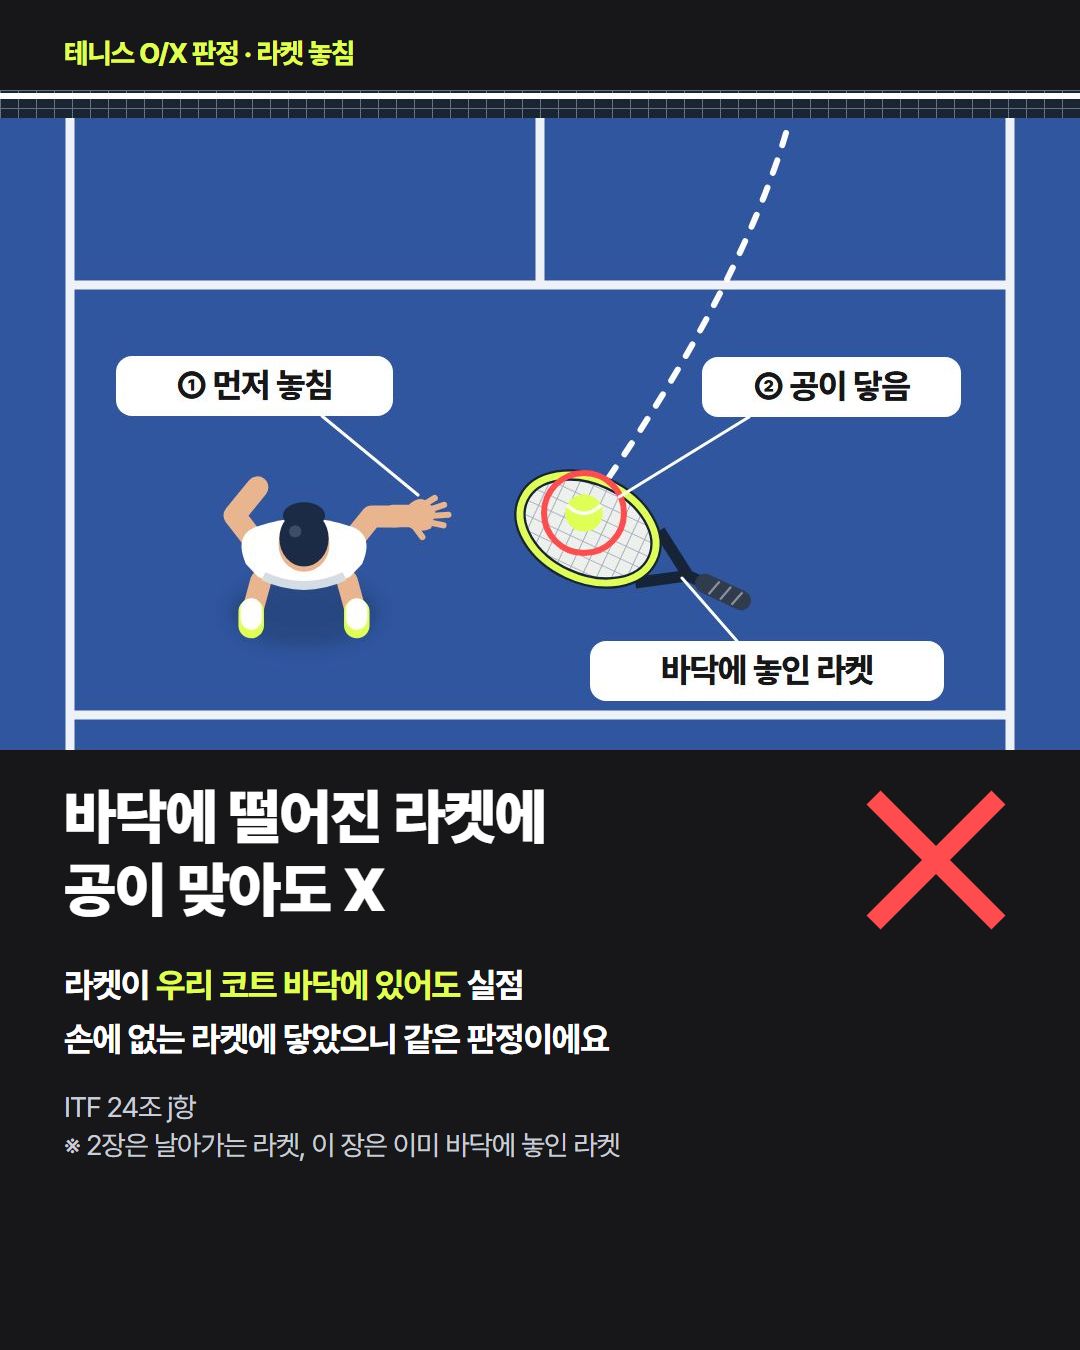 테니스 O/X 판정 · 라켓 놓침
① 먼저 놓침
② 공이 닿음
바닥에 놓인 라켓
바닥에 떨어진 라켓에
공이 맞아도 X
라켓이 우리 코트 바닥에 있어도 실점
손에 없는 라켓에 닿았으니 같은 판정이에요
ITF 24조 j항
※ 2장은 날아가는 라켓, 이 장은 이미 바닥에 놓인 라켓